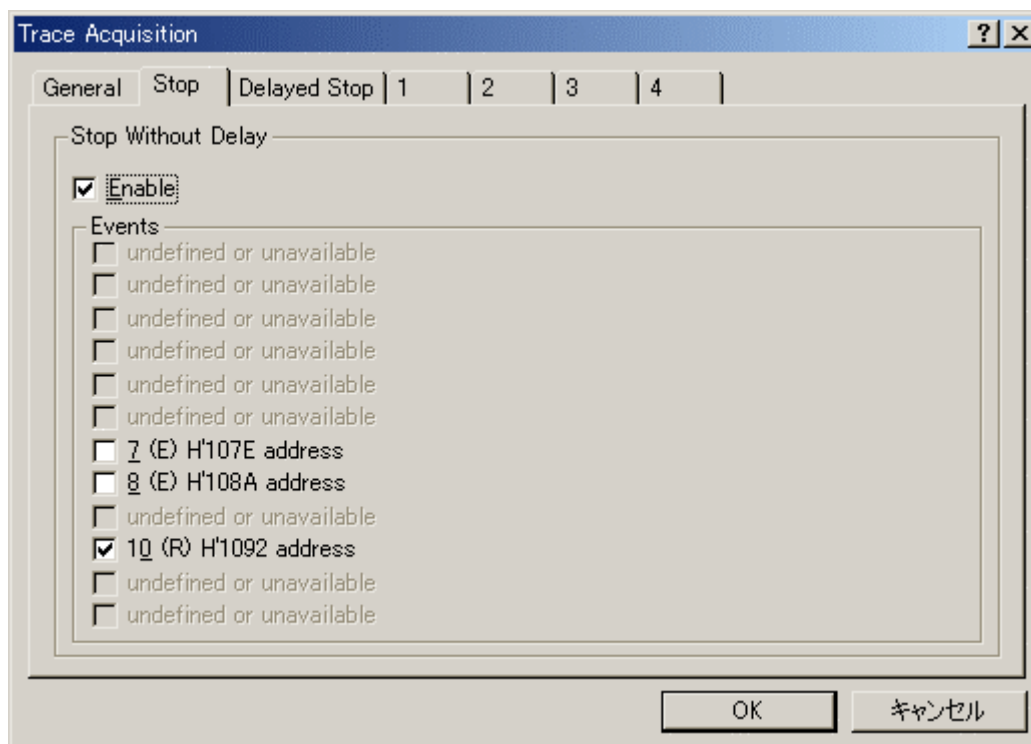 Trace Acquisition
General Stop Delayed Stop 1 2 3 4
Stop Without Delay
Enable
Events
undefined or unavailable
undefined or unavailable
undefined or unavailable
undefined or unavailable
undefined or unavailable
undefined or unavailable
7 (E) H'107E address
8 (E) H'108A address
undefined or unavailable
10 (R) H'1092 address
undefined or unavailable
undefined or unavailable
OK キャンセル